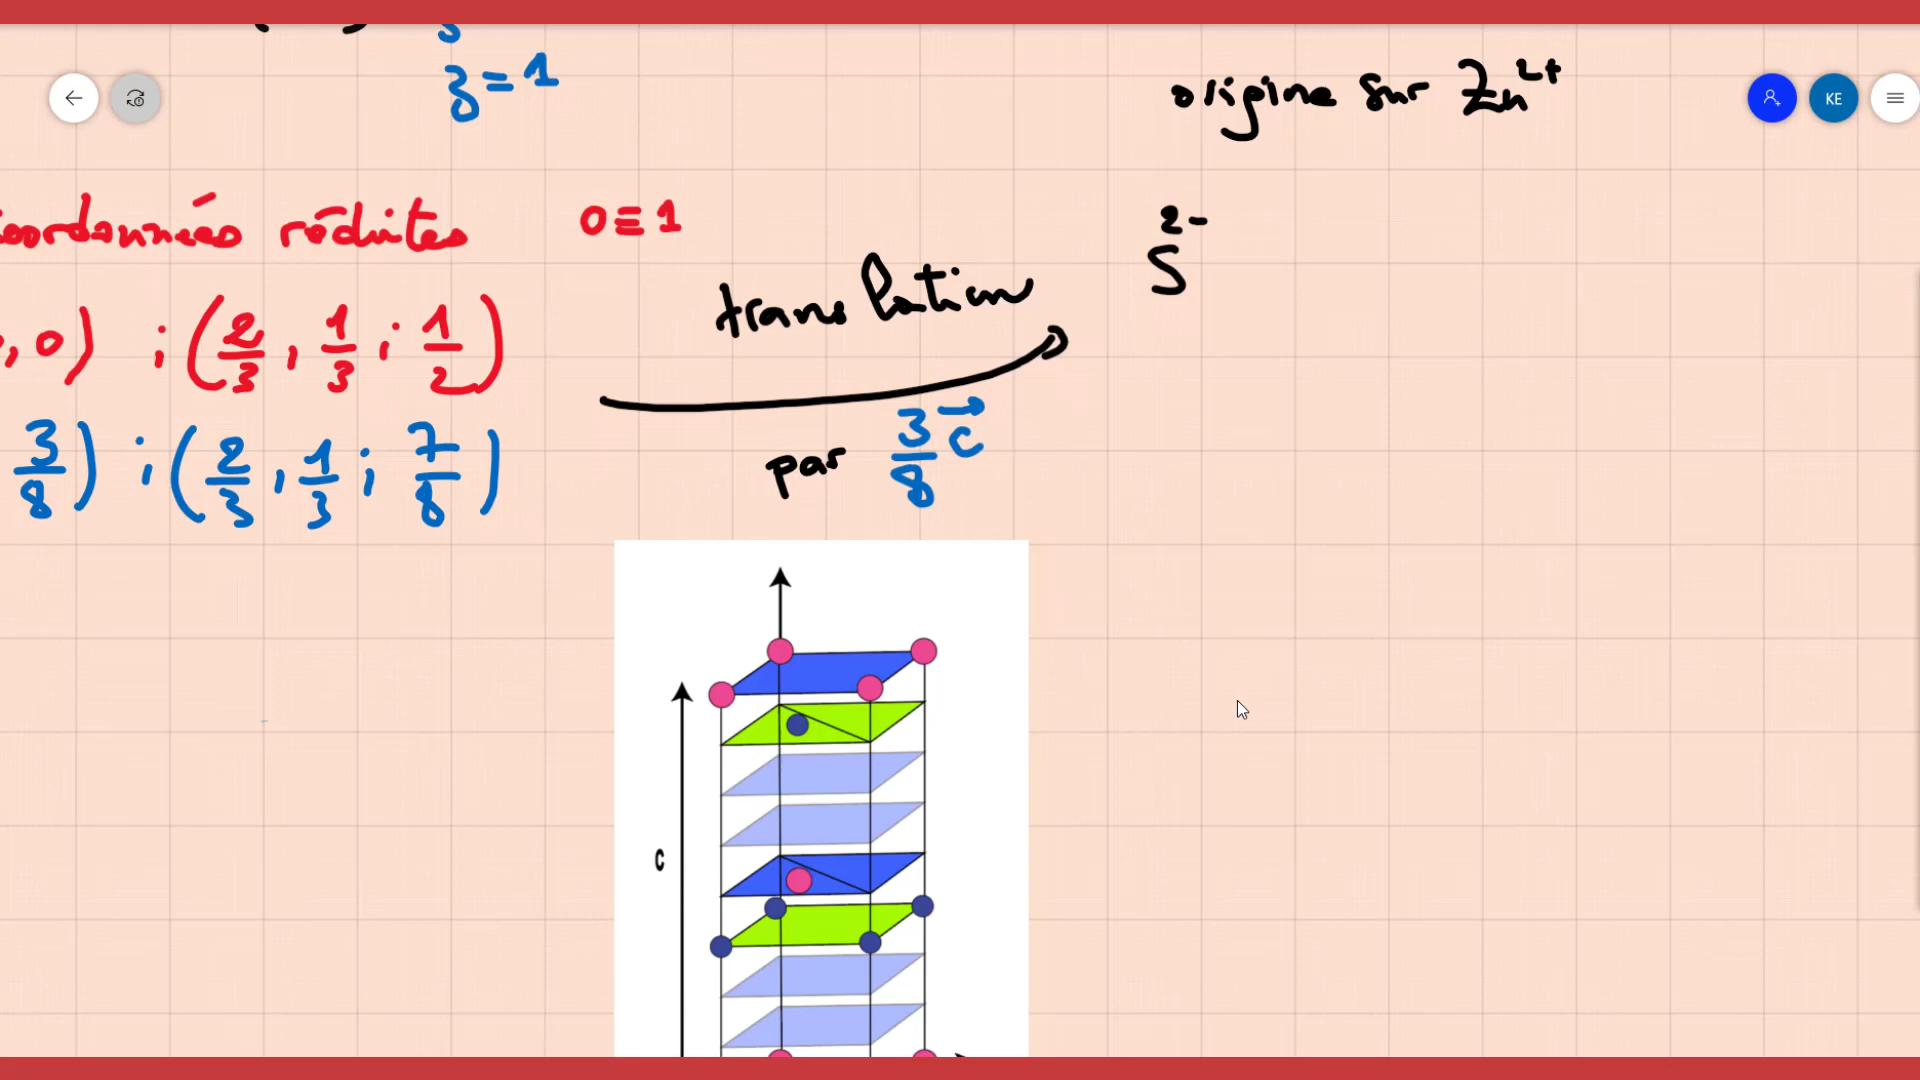 z = 1
origine sur Zn²⁺
KE
coordonnées réduites 0 ≡ 1
S²⁻
translation
, 0) ; (2/3, 1/3 ; 1/2)
par 3/8 c⃗
3/8) ; (2/3, 1/3 ; 7/8)
c